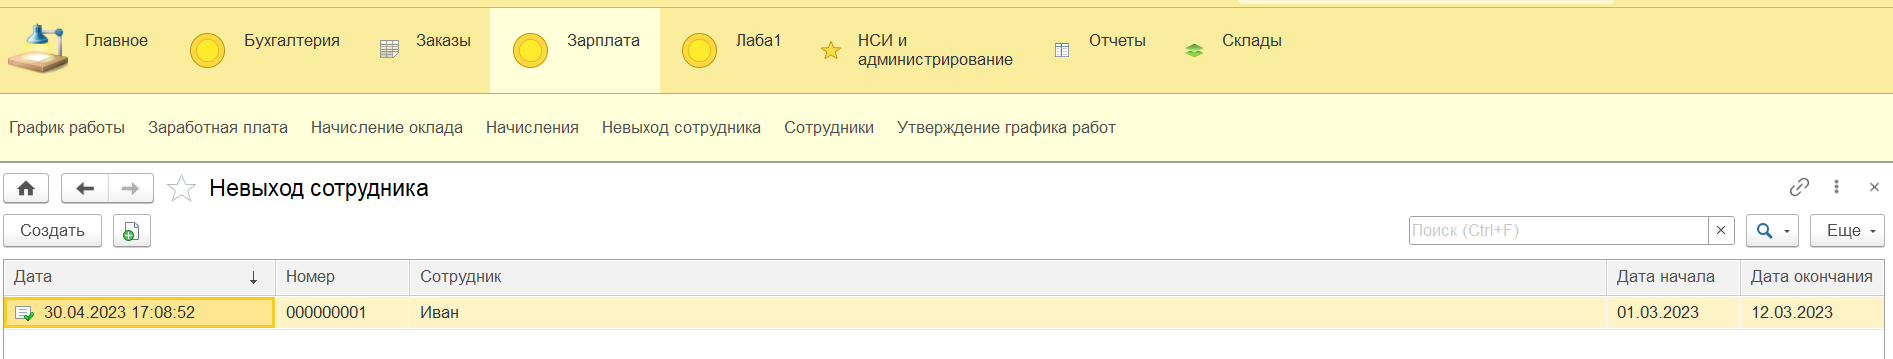 Главное
Бухгалтерия
Заказы
Зарплата
Лаба1
НСИ и
администрирование
Отчеты
Склады
График работы Заработная плата Начисление оклада Начисления Невыход сотрудника Сотрудники Утверждение графика работ
Невыход сотрудника
Создать
Поиск (Ctrl+F)
Еще
Дата Номер Сотрудник Дата начала Дата окончания
30.04.2023 17:08:52 000000001 Иван 01.03.2023 12.03.2023